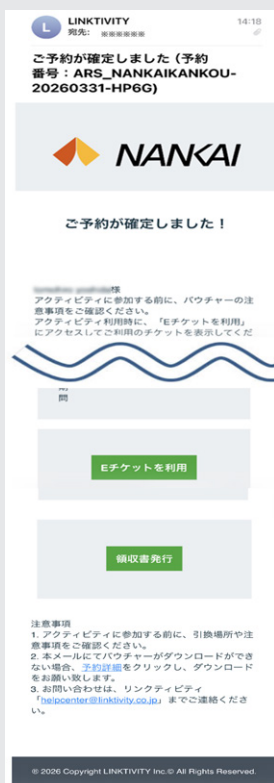 L
LINKTIVITY
14:18
宛先: ※※※※※※
ご予約が確定しました (予約
番号：ARS_NANKAIKANKOU-
20260331-HP6G)
NANKAI
ご予約が確定しました！
様
アクティビティに参加する前に、バウチャーの注
意事項をご確認ください。
アクティビティ利用時に、「Eチケットを利用」
にアクセスしてご利用のチケットを表示してくだ
間
Eチケットを利用
領収書発行
注意事項
1. アクティビティに参加する前に、引換場所や注
意事項をご確認ください。
2. 本メールにてバウチャーがダウンロードができ
ない場合、予約詳細をクリックし、ダウンロード
をお願い致します。
3. お問い合わせは、リンクティビティ
「helpcenter@linktivity.co.jp」までご連絡くださ
い。
© 2026 Copyright LINKTIVITY Inc.© All Rights Reserved.